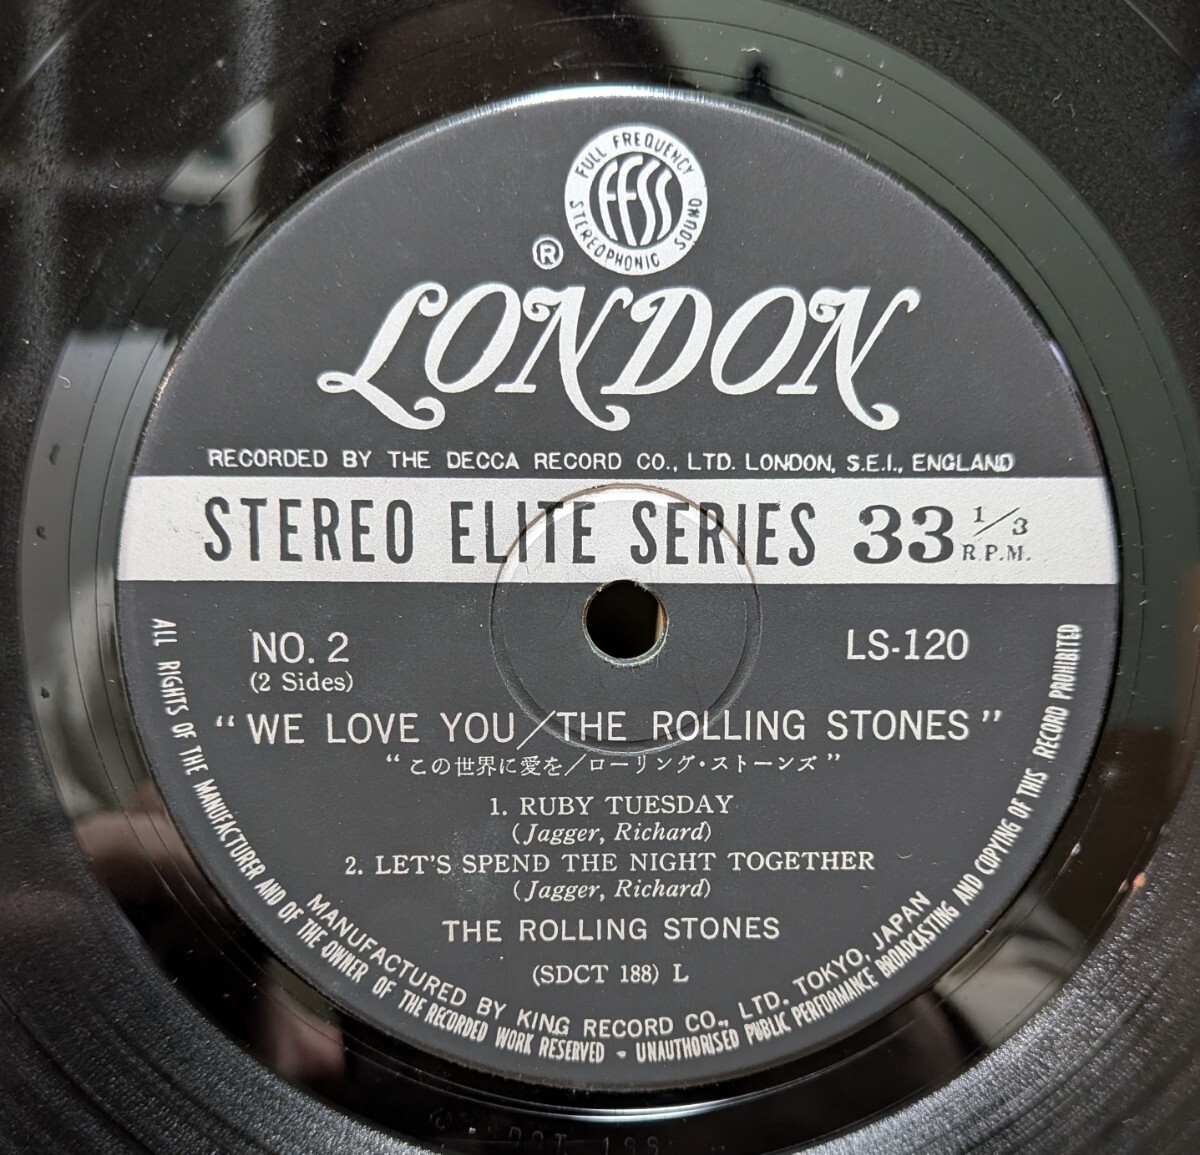 FULL FREQUENCY
FFSS
STEREOPHONIC SOUND
®
LONDON
RECORDED BY THE DECCA RECORD CO., LTD. LONDON, S.E.I., ENGLAND
STEREO ELITE SERIES 33 1/3 R.P.M.
NO. 2 LS-120
(2 Sides)
"WE LOVE YOU/THE ROLLING STONES"
"この世界に愛を/ローリング・ストーンズ"
1. RUBY TUESDAY
(Jagger, Richard)
2. LET'S SPEND THE NIGHT TOGETHER
(Jagger, Richard)
THE ROLLING STONES
(SDCT 188) L
MANUFACTURED BY KING RECORD CO., LTD. TOKYO, JAPAN
ALL RIGHTS OF THE MANUFACTURER AND OF THE OWNER OF THE RECORDED WORK RESERVED - UNAUTHORISED PUBLIC PERFORMANCE BROADCASTING AND COPYING OF THIS RECORD PROHIBITED